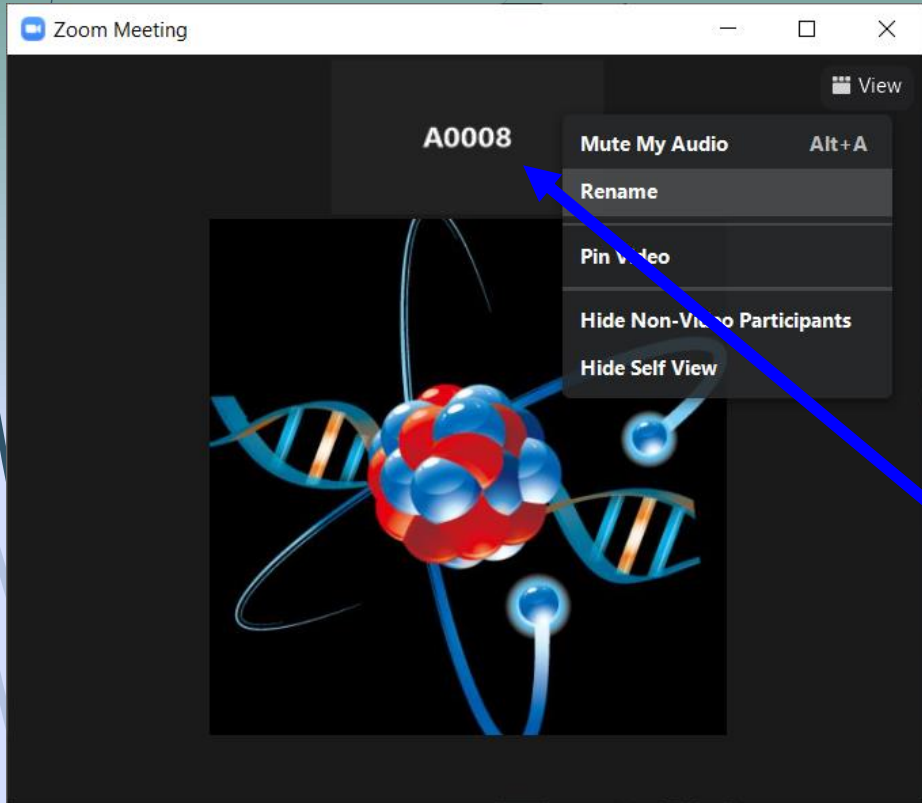 Zoom Meeting
View
A0008
Mute My Audio Alt+A
Rename
Pin Video
Hide Non-Video Participants
Hide Self View